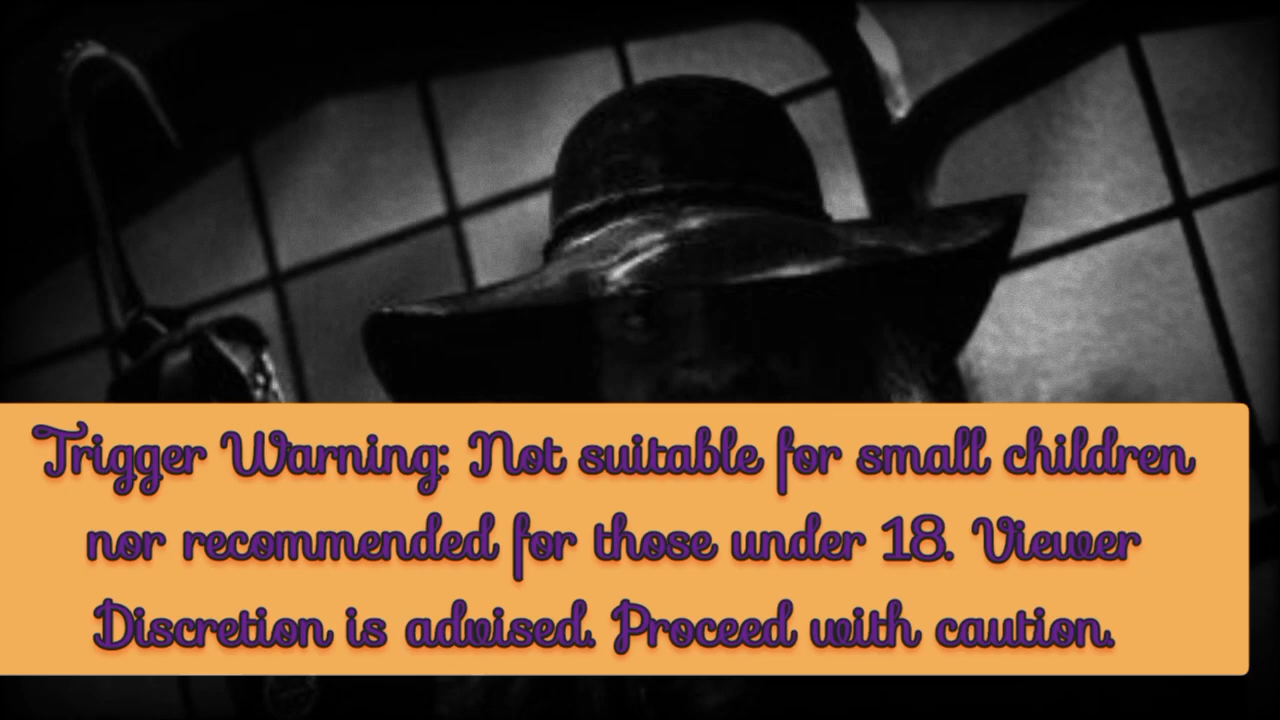 Trigger Warning: Not suitable for small children
nor recommended for those under 18. Viewer
Discretion is advised. Proceed with caution.